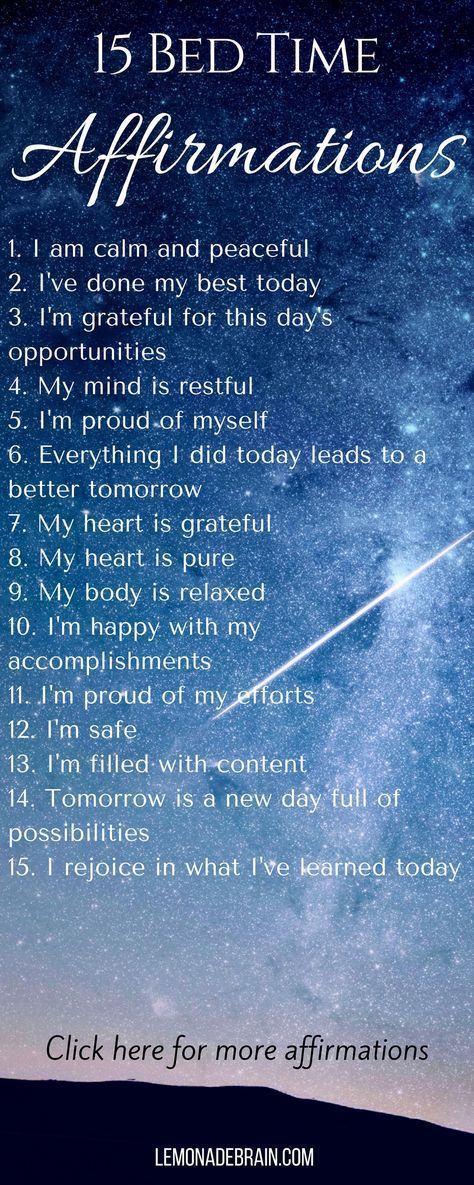 15 Bed Time
Affirmations
1. I am calm and peaceful
2. I've done my best today
3. I'm grateful for this day's
opportunities
4. My mind is restful
5. I'm proud of myself
6. Everything I did today leads to a
better tomorrow
7. My heart is grateful
8. My heart is pure
9. My body is relaxed
10. I'm happy with my
accomplishments
11. I'm proud of my efforts
12. I'm safe
13. I'm filled with content
14. Tomorrow is a new day full of
possibilities
15. I rejoice in what I've learned today
Click here for more affirmations
LEMONADEBRAIN.COM